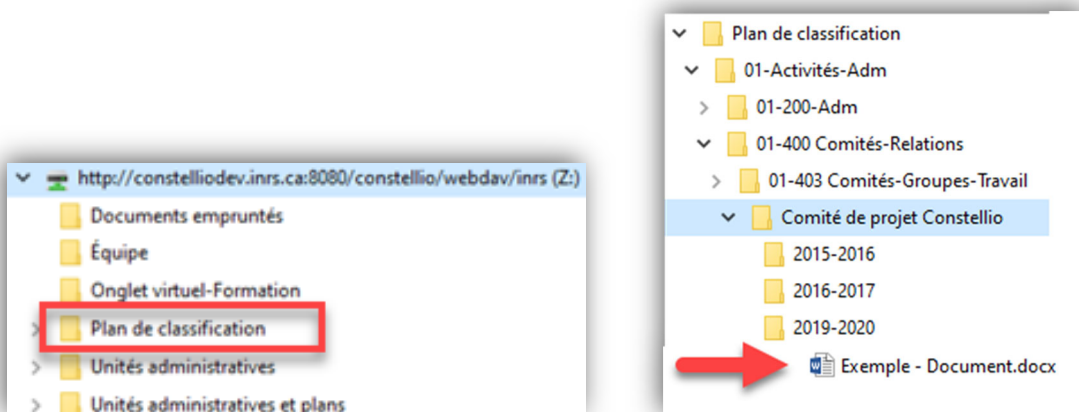 http://constelliodev.inrs.ca:8080/constellio/webdav/inrs (Z:)
Documents empruntés
Équipe
Onglet virtuel-Formation
Plan de classification
Unités administratives
Unités administratives et plans
Plan de classification
01-Activités-Adm
01-200-Adm
01-400 Comités-Relations
01-403 Comités-Groupes-Travail
Comité de projet Constellio
2015-2016
2016-2017
2019-2020
Exemple - Document.docx